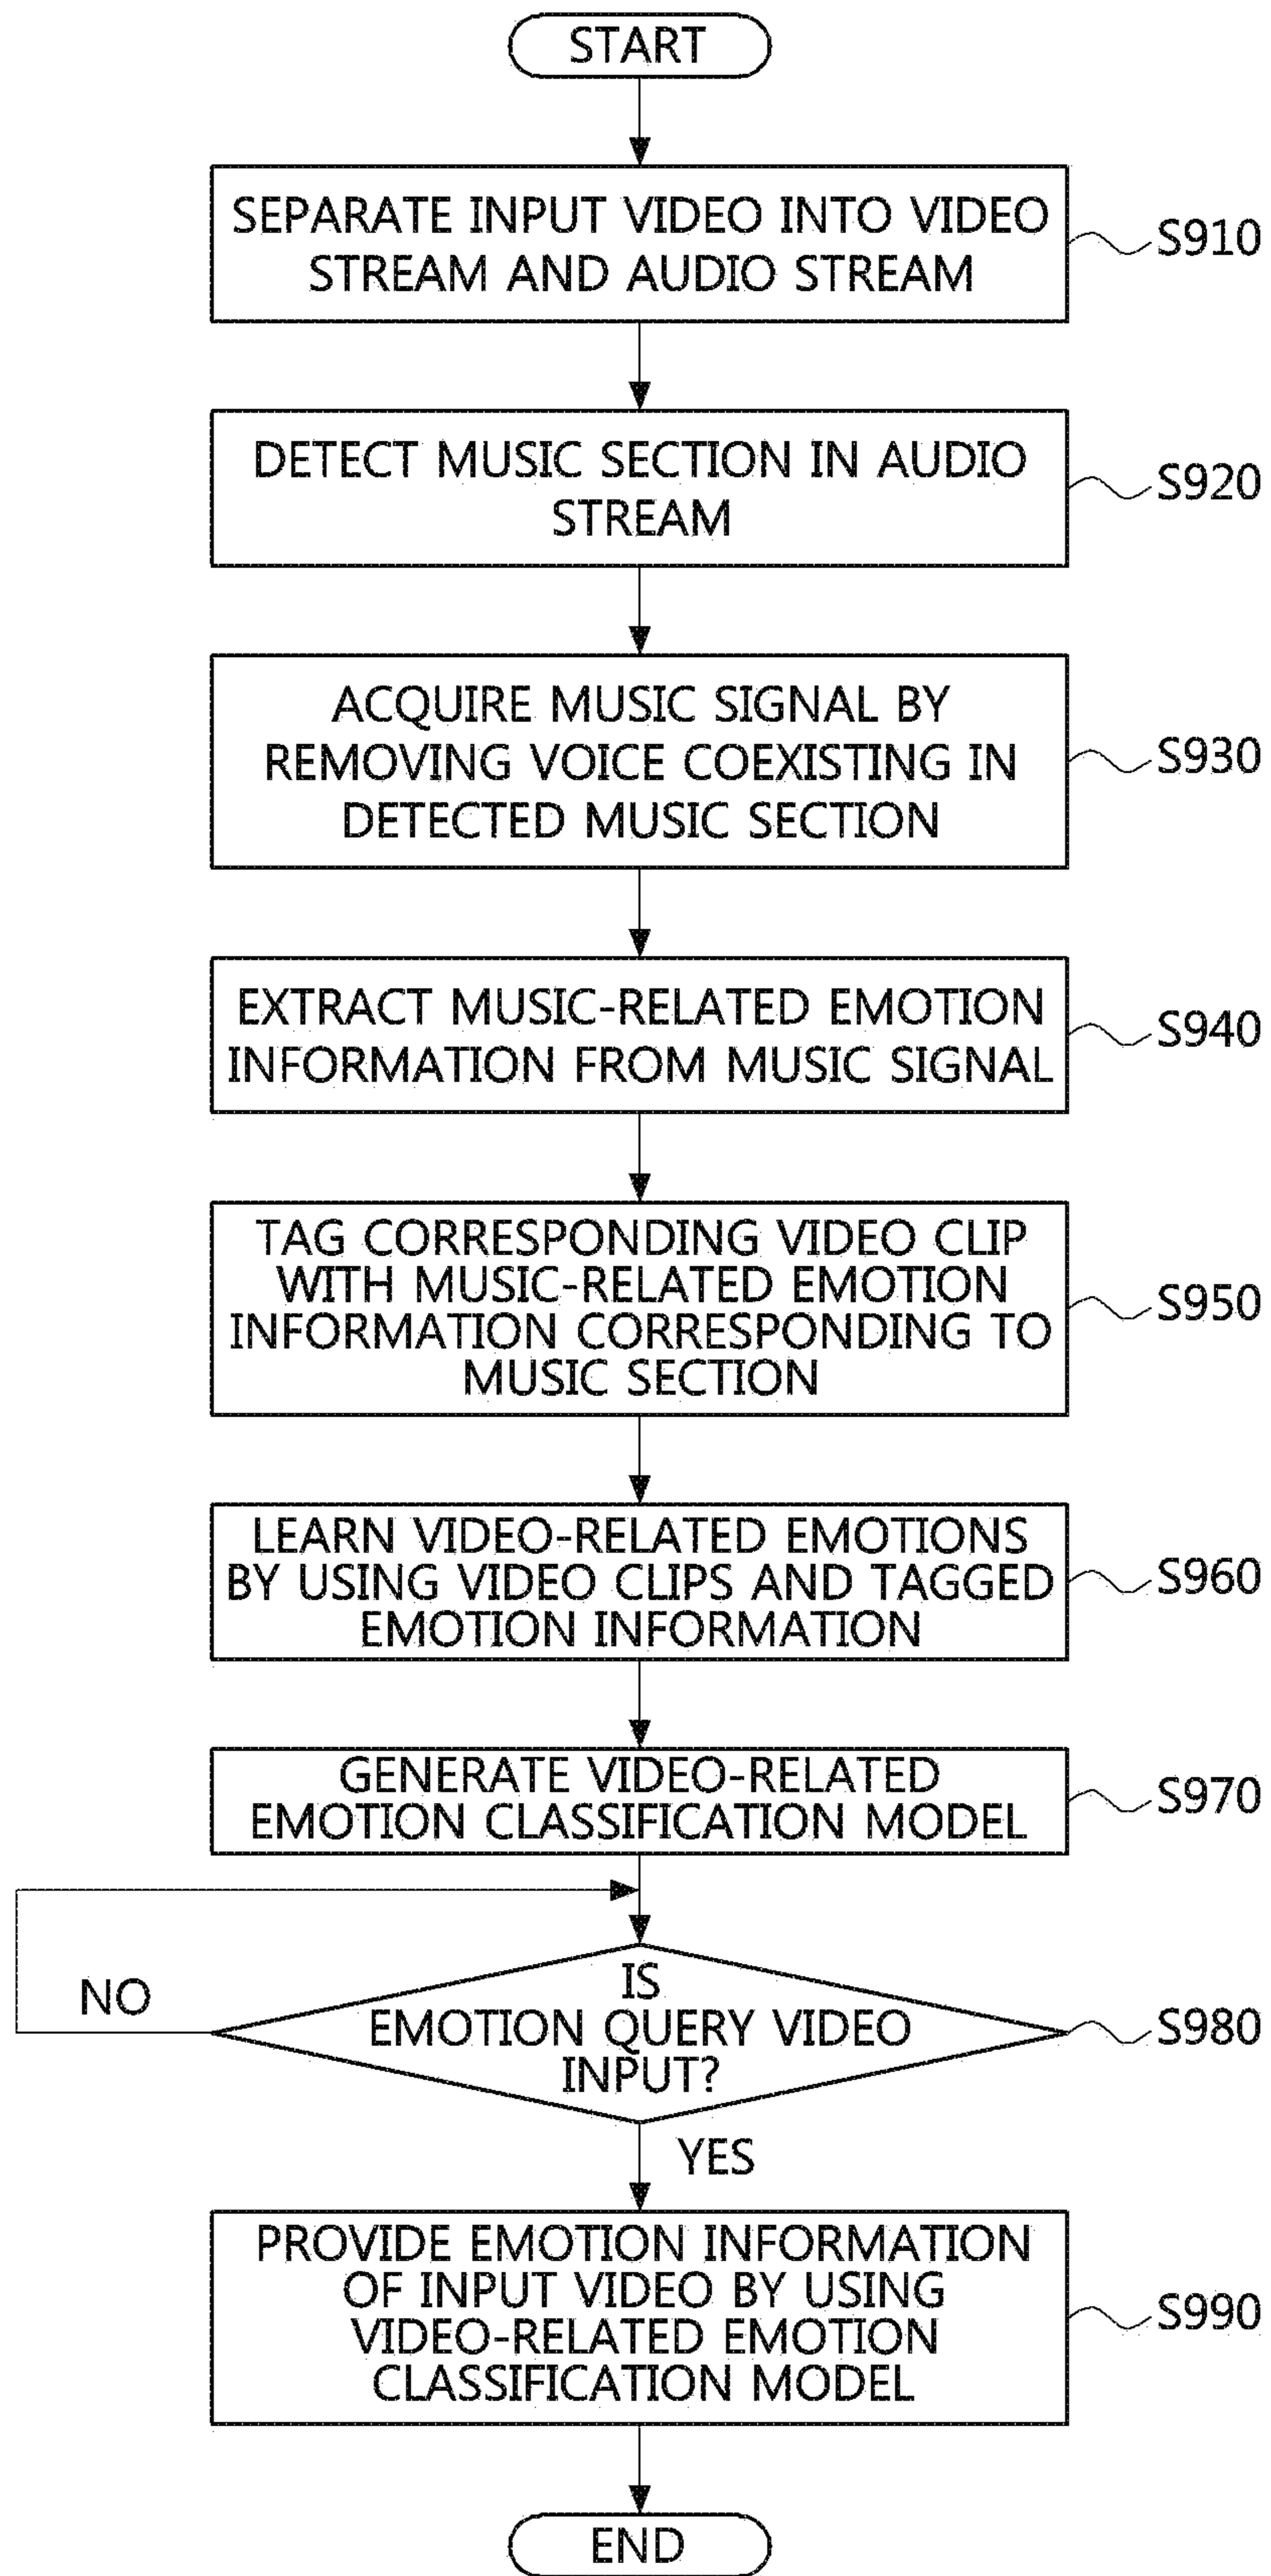 START
SEPARATE INPUT VIDEO INTO VIDEO
STREAM AND AUDIO STREAM
S910
DETECT MUSIC SECTION IN AUDIO
STREAM
S920
ACQUIRE MUSIC SIGNAL BY
REMOVING VOICE COEXISTING IN
DETECTED MUSIC SECTION
S930
EXTRACT MUSIC-RELATED EMOTION
INFORMATION FROM MUSIC SIGNAL
S940
TAG CORRESPONDING VIDEO CLIP
WITH MUSIC-RELATED EMOTION
INFORMATION CORRESPONDING TO
MUSIC SECTION
S950
LEARN VIDEO-RELATED EMOTIONS
BY USING VIDEO CLIPS AND TAGGED
EMOTION INFORMATION
S960
GENERATE VIDEO-RELATED
EMOTION CLASSIFICATION MODEL
S970
NO
IS
EMOTION QUERY VIDEO
INPUT?
S980
YES
PROVIDE EMOTION INFORMATION
OF INPUT VIDEO BY USING
VIDEO-RELATED EMOTION
CLASSIFICATION MODEL
S990
END